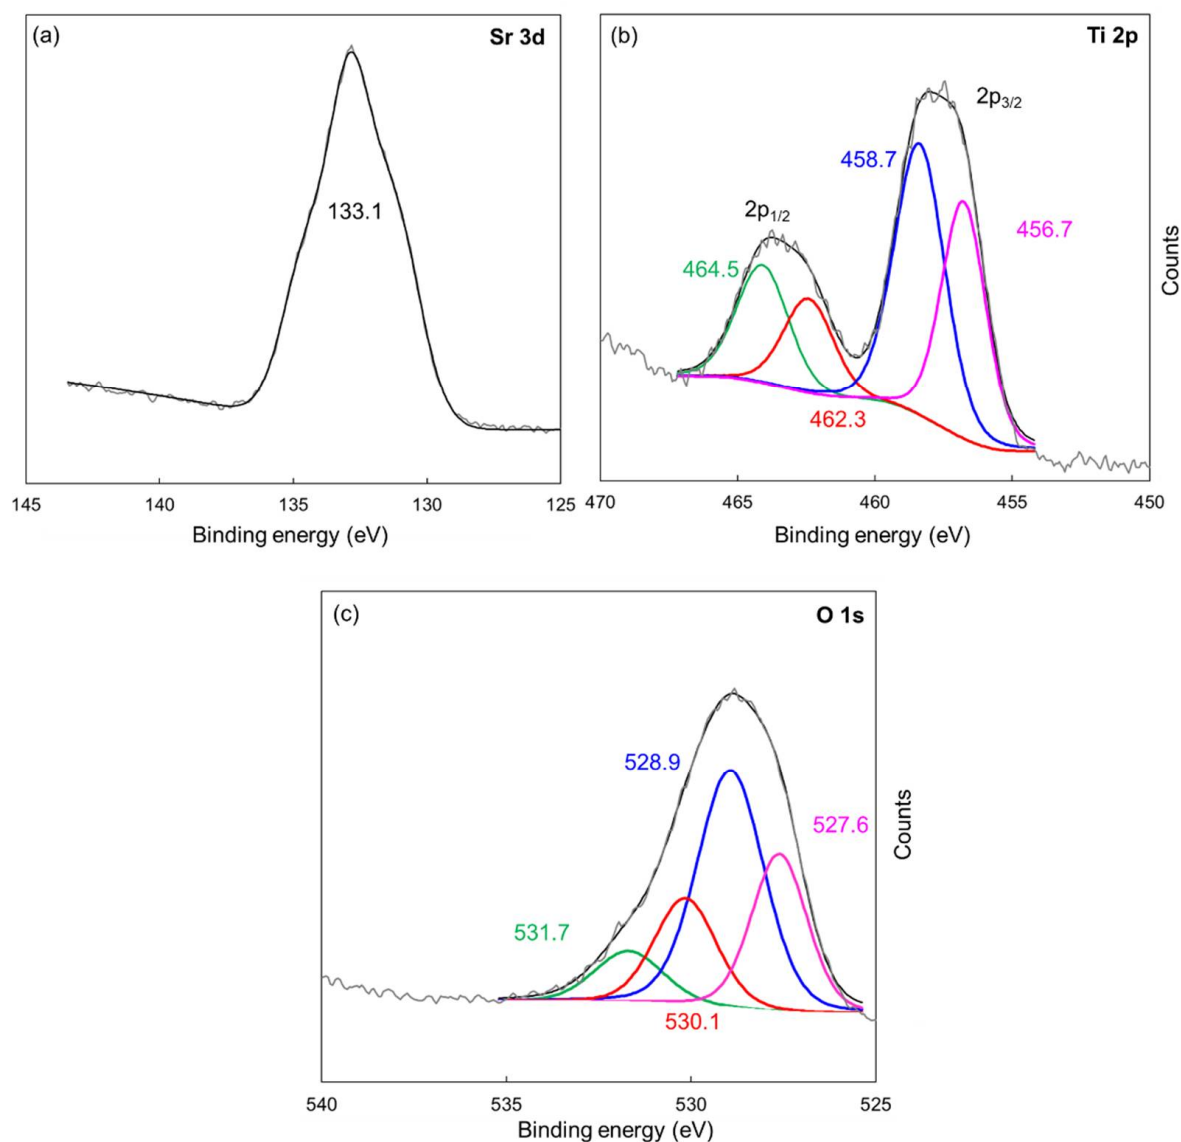 (a)
Sr 3d
133.1
145
140
135
130
125
Binding energy (eV)
(b)
Ti 2p
2p3/2
458.7
2p1/2
456.7
464.5
462.3
Counts
470
465
460
455
450
Binding energy (eV)
(c)
O 1s
528.9
527.6
531.7
530.1
Counts
540
535
530
525
Binding energy (eV)